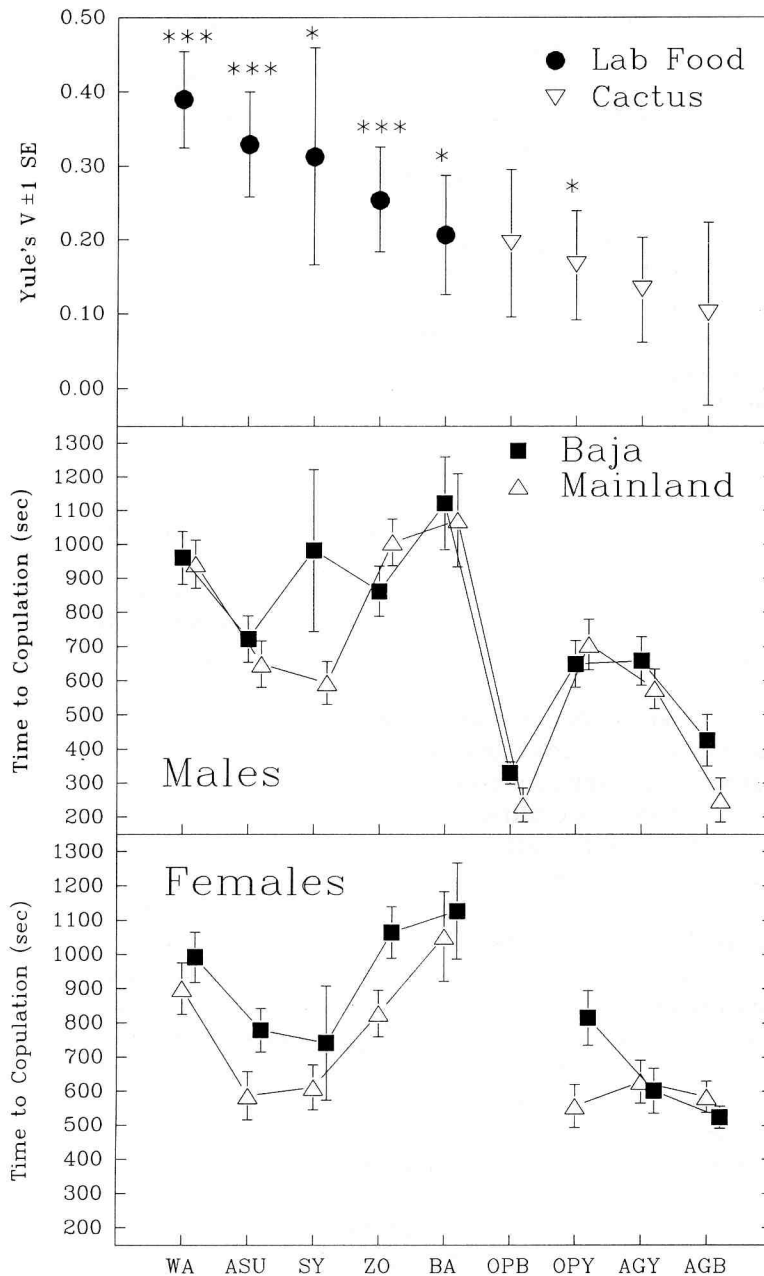 0.50
0.40
0.30
0.20
0.10
0.00
Yule's V ±1 SE
*** *** * *** * *
Lab Food
Cactus
1300
1200
1100
1000
900
800
700
600
500
400
300
200
Time to Copulation (sec)
Baja
Mainland
Males
1300
1200
1100
1000
900
800
700
600
500
400
300
200
Time to Copulation (sec)
Females
WA ASU SY ZO BA OPB OPY AGY AGB